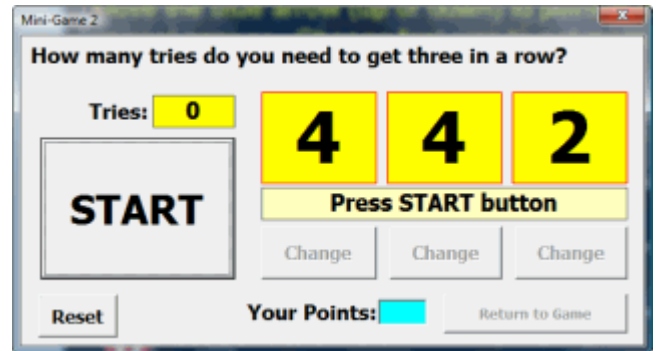 Mini-Game 2
x
How many tries do you need to get three in a row?
Tries: 0
4 4 2
START
Press START button
Change Change Change
Reset
Your Points:
Return to Game